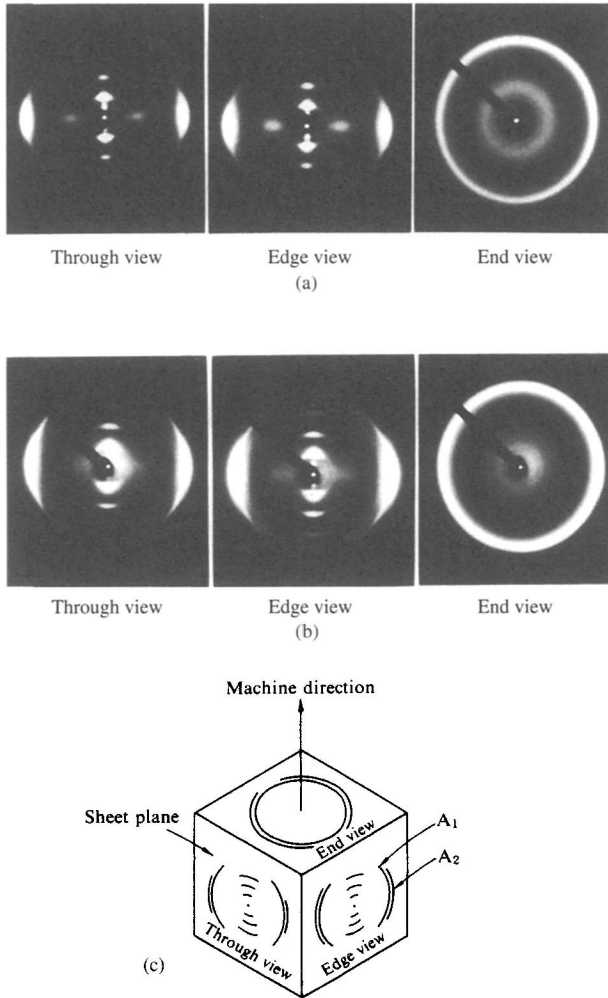 Through view
Edge view
End view
(a)
Through view
Edge view
End view
(b)
Machine direction
Sheet plane
End view
A₁
A₂
Through view
Edge view
(c)